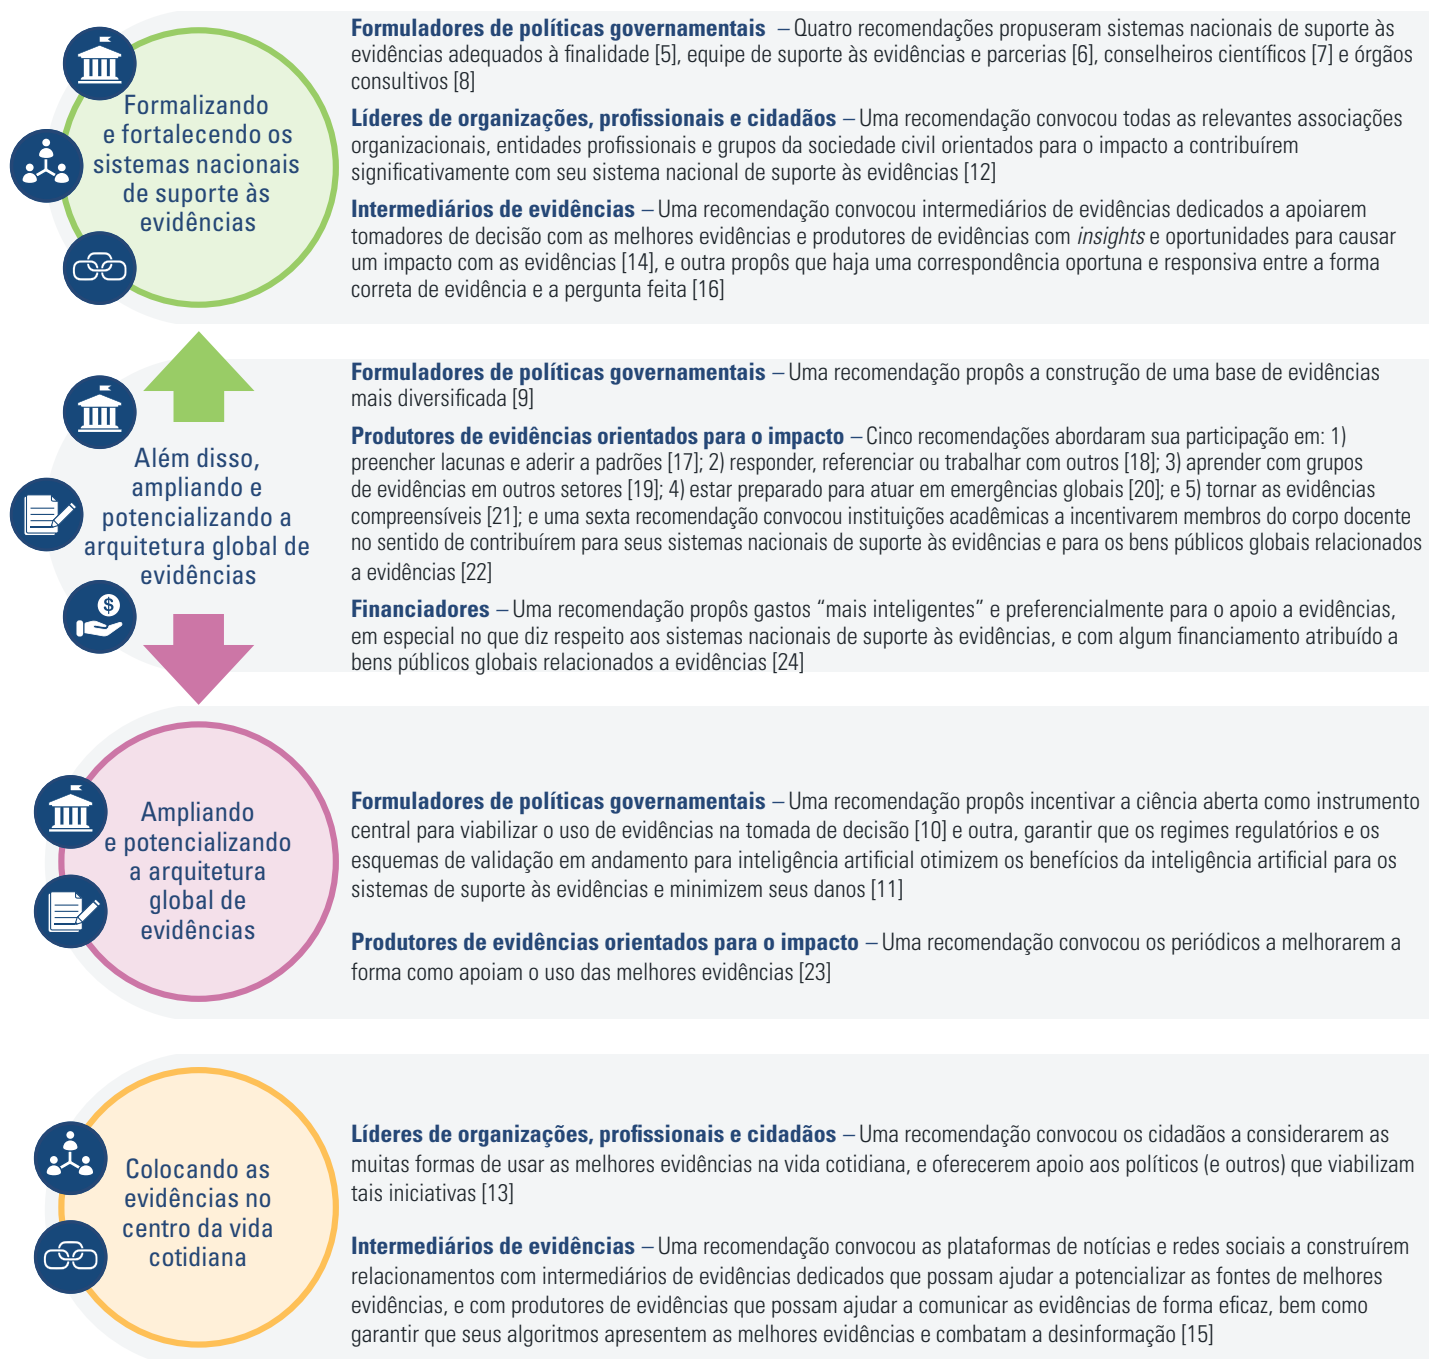 Formalizando
e fortalecendo os
sistemas nacionais
de suporte às
evidências
Formuladores de políticas governamentais – Quatro recomendações propuseram sistemas nacionais de suporte às
evidências adequados à finalidade [5], equipe de suporte às evidências e parcerias [6], conselheiros científicos [7] e órgãos
consultivos [8]
Líderes de organizações, profissionais e cidadãos – Uma recomendação convocou todas as relevantes associações
organizacionais, entidades profissionais e grupos da sociedade civil orientados para o impacto a contribuírem
significativamente com seu sistema nacional de suporte às evidências [12]
Intermediários de evidências – Uma recomendação convocou intermediários de evidências dedicados a apoiarem
tomadores de decisão com as melhores evidências e produtores de evidências com insights e oportunidades para causar
um impacto com as evidências [14], e outra propôs que haja uma correspondência oportuna e responsiva entre a forma
correta de evidência e a pergunta feita [16]
Além disso,
ampliando e
potencializando a
arquitetura global de
evidências
$
Formuladores de políticas governamentais – Uma recomendação propôs a construção de uma base de evidências
mais diversificada [9]
Produtores de evidências orientados para o impacto – Cinco recomendações abordaram sua participação em: 1)
preencher lacunas e aderir a padrões [17]; 2) responder, referenciar ou trabalhar com outros [18]; 3) aprender com grupos
de evidências em outros setores [19]; 4) estar preparado para atuar em emergências globais [20]; e 5) tornar as evidências
compreensíveis [21]; e uma sexta recomendação convocou instituições acadêmicas a incentivarem membros do corpo docente
no sentido de contribuírem para seus sistemas nacionais de suporte às evidências e para os bens públicos globais relacionados
a evidências [22]
Financiadores – Uma recomendação propôs gastos “mais inteligentes” e preferencialmente para o apoio a evidências,
em especial no que diz respeito aos sistemas nacionais de suporte às evidências, e com algum financiamento atribuído a
bens públicos globais relacionados a evidências [24]
Ampliando
e potencializando
a arquitetura
global de
evidências
Formuladores de políticas governamentais – Uma recomendação propôs incentivar a ciência aberta como instrumento
central para viabilizar o uso de evidências na tomada de decisão [10] e outra, garantir que os regimes regulatórios e os
esquemas de validação em andamento para inteligência artificial otimizem os benefícios da inteligência artificial para os
sistemas de suporte às evidências e minimizem seus danos [11]
Produtores de evidências orientados para o impacto – Uma recomendação convocou os periódicos a melhorarem a
forma como apoiam o uso das melhores evidências [23]
Colocando as
evidências no
centro da vida
cotidiana
Líderes de organizações, profissionais e cidadãos – Uma recomendação convocou os cidadãos a considerarem as
muitas formas de usar as melhores evidências na vida cotidiana, e oferecerem apoio aos políticos (e outros) que viabilizam
tais iniciativas [13]
Intermediários de evidências – Uma recomendação convocou as plataformas de notícias e redes sociais a construírem
relacionamentos com intermediários de evidências dedicados que possam ajudar a potencializar as fontes de melhores
evidências, e com produtores de evidências que possam ajudar a comunicar as evidências de forma eficaz, bem como
garantir que seus algoritmos apresentem as melhores evidências e combatam a desinformação [15]